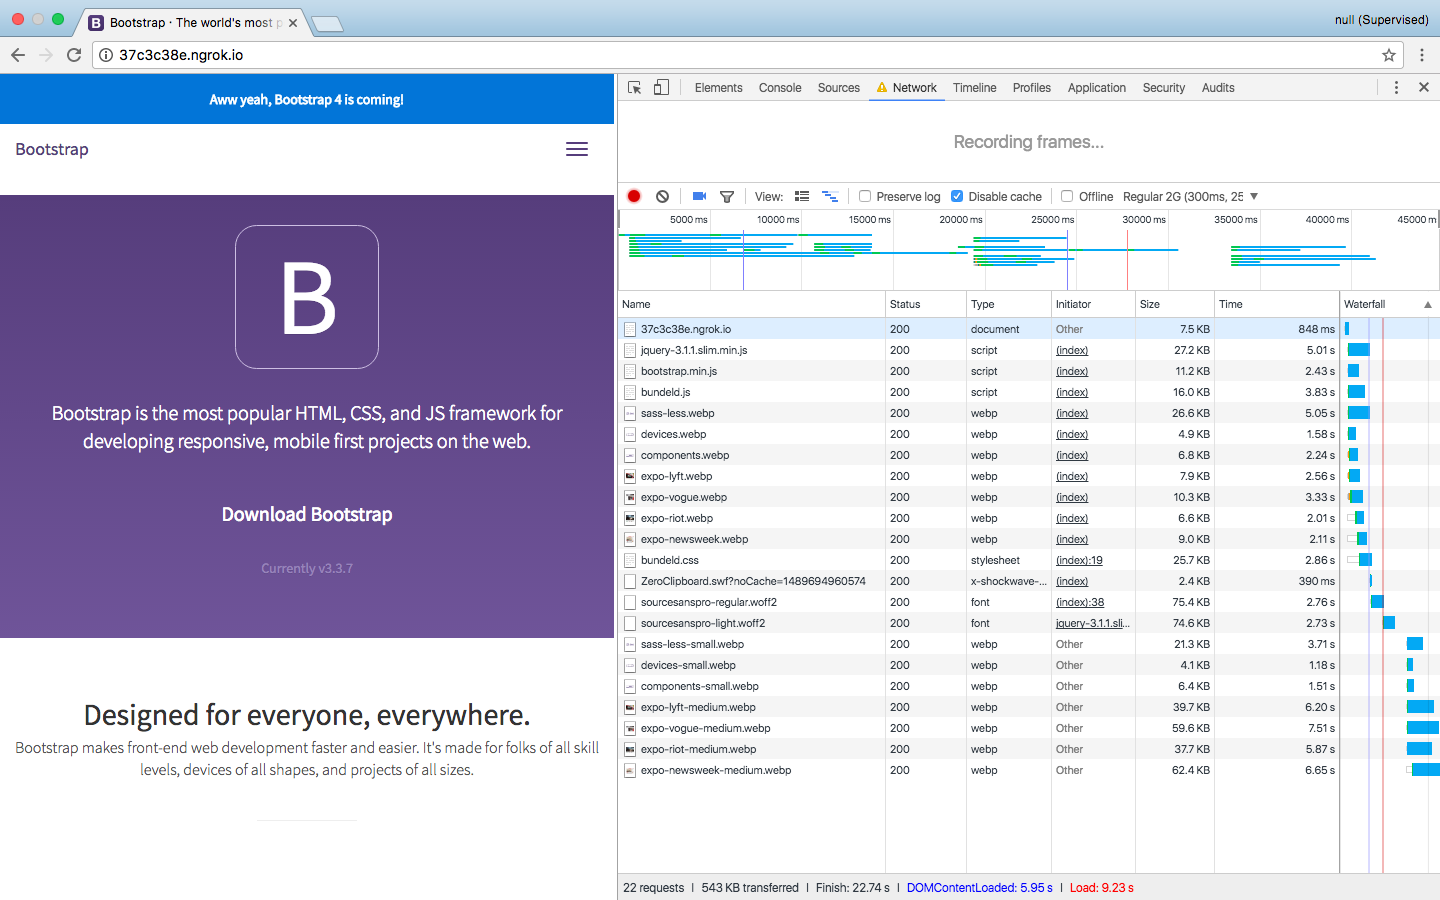 Bootstrap · The world's most p
null (Supervised)
37c3c38e.ngrok.io
Aww yeah, Bootstrap 4 is coming!
Bootstrap
B
Bootstrap is the most popular HTML, CSS, and JS framework for
developing responsive, mobile first projects on the web.
Download Bootstrap
Currently v3.3.7
Designed for everyone, everywhere.
Bootstrap makes front-end web development faster and easier. It's made for folks of all skill
levels, devices of all shapes, and projects of all sizes.
Elements Console Sources Network Timeline Profiles Application Security Audits
Recording frames...
View: Preserve log Disable cache Offline Regular 2G (300ms, 25
5000 ms 10000 ms 15000 ms 20000 ms 25000 ms 30000 ms 35000 ms 40000 ms 45000 m
Name Status Type Initiator Size Time Waterfall
37c3c38e.ngrok.io 200 document Other 7.5 KB 848 ms
jquery-3.1.1.slim.min.js 200 script (index) 27.2 KB 5.01 s
bootstrap.min.js 200 script (index) 11.2 KB 2.43 s
bundeld.js 200 script (index) 16.0 KB 3.83 s
sass-less.webp 200 webp (index) 26.6 KB 5.05 s
devices.webp 200 webp (index) 4.9 KB 1.58 s
components.webp 200 webp (index) 6.8 KB 2.24 s
expo-lyft.webp 200 webp (index) 7.9 KB 2.56 s
expo-vogue.webp 200 webp (index) 10.3 KB 3.33 s
expo-riot.webp 200 webp (index) 6.6 KB 2.01 s
expo-newsweek.webp 200 webp (index) 9.0 KB 2.11 s
bundeld.css 200 stylesheet (index):19 25.7 KB 2.86 s
ZeroClipboard.swf?noCache=1489694960574 200 x-shockwave-... (index) 2.4 KB 390 ms
sourcesanspro-regular.woff2 200 font (index):38 75.4 KB 2.76 s
sourcesanspro-light.woff2 200 font jquery-3.1.1.sli... 74.6 KB 2.73 s
sass-less-small.webp 200 webp Other 21.3 KB 3.71 s
devices-small.webp 200 webp Other 4.1 KB 1.18 s
components-small.webp 200 webp Other 6.4 KB 1.51 s
expo-lyft-medium.webp 200 webp Other 39.7 KB 6.20 s
expo-vogue-medium.webp 200 webp Other 59.6 KB 7.51 s
expo-riot-medium.webp 200 webp Other 37.7 KB 5.87 s
expo-newsweek-medium.webp 200 webp Other 62.4 KB 6.65 s
22 requests | 543 KB transferred | Finish: 22.74 s | DOMContentLoaded: 5.95 s | Load: 9.23 s